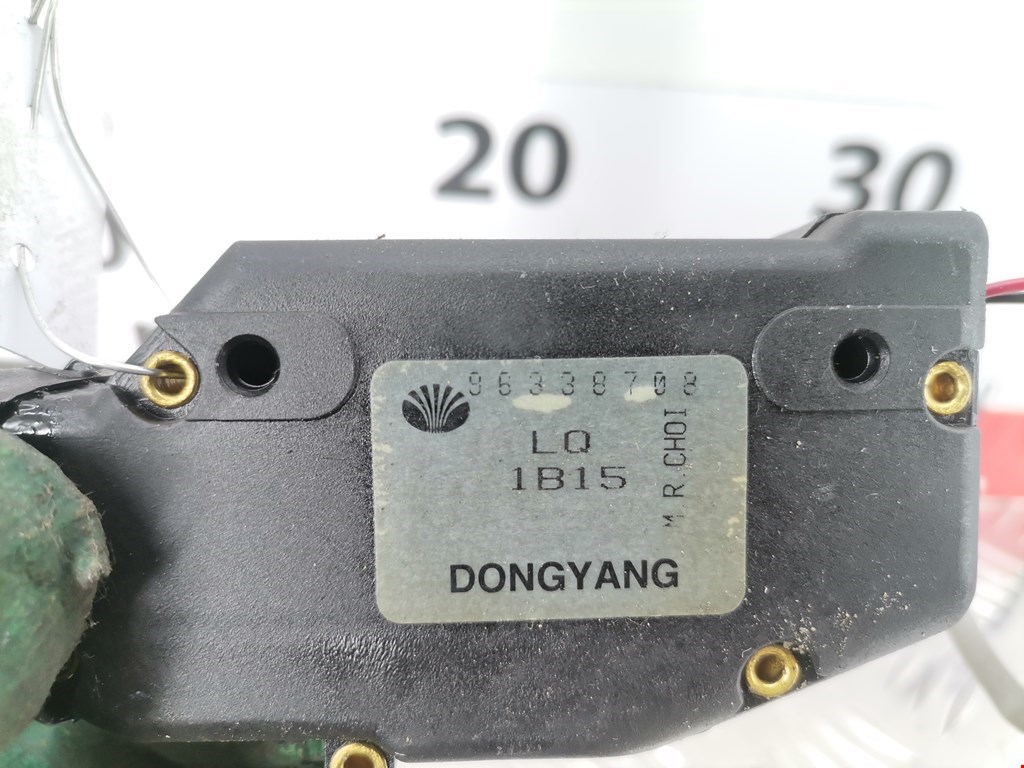 20
30
96338708
LQ
1B15
M R.CHOI
DONGYANG